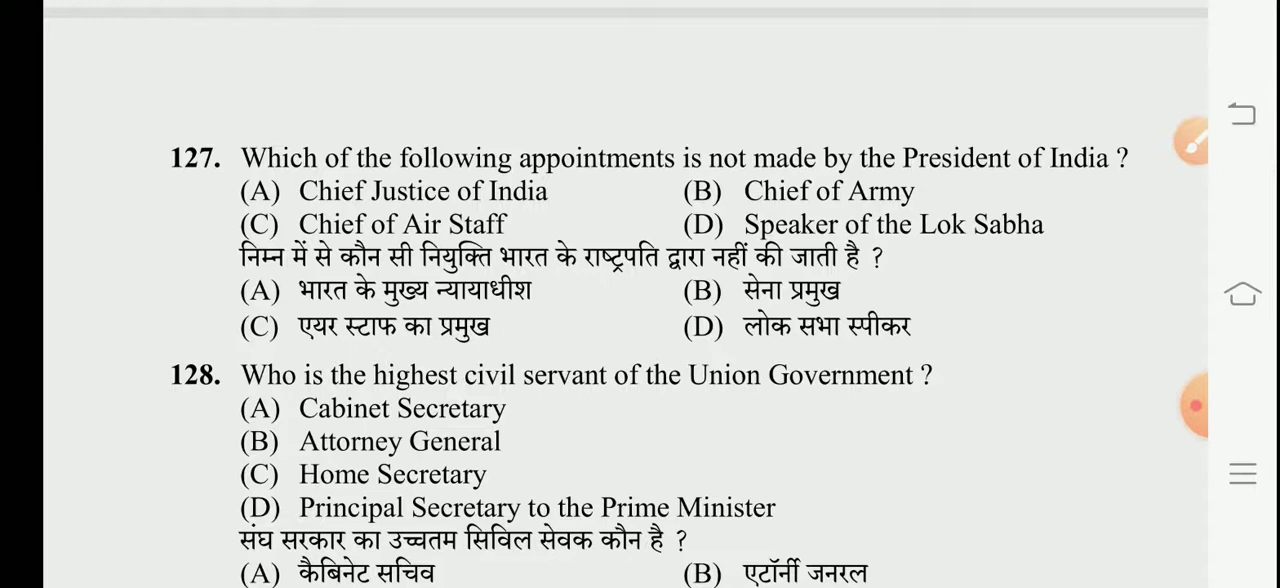 127. Which of the following appointments is not made by the President of India ?
(A) Chief Justice of India (B) Chief of Army
(C) Chief of Air Staff (D) Speaker of the Lok Sabha
निम्न में से कौन सी नियुक्ति भारत के राष्ट्रपति द्वारा नहीं की जाती है ?
(A) भारत के मुख्य न्यायाधीश (B) सेना प्रमुख
(C) एयर स्टाफ का प्रमुख (D) लोक सभा स्पीकर
128. Who is the highest civil servant of the Union Government ?
(A) Cabinet Secretary
(B) Attorney General
(C) Home Secretary
(D) Principal Secretary to the Prime Minister
संघ सरकार का उच्चतम सिविल सेवक कौन है ?
(A) कैबिनेट सचिव (B) एटॉर्नी जनरल